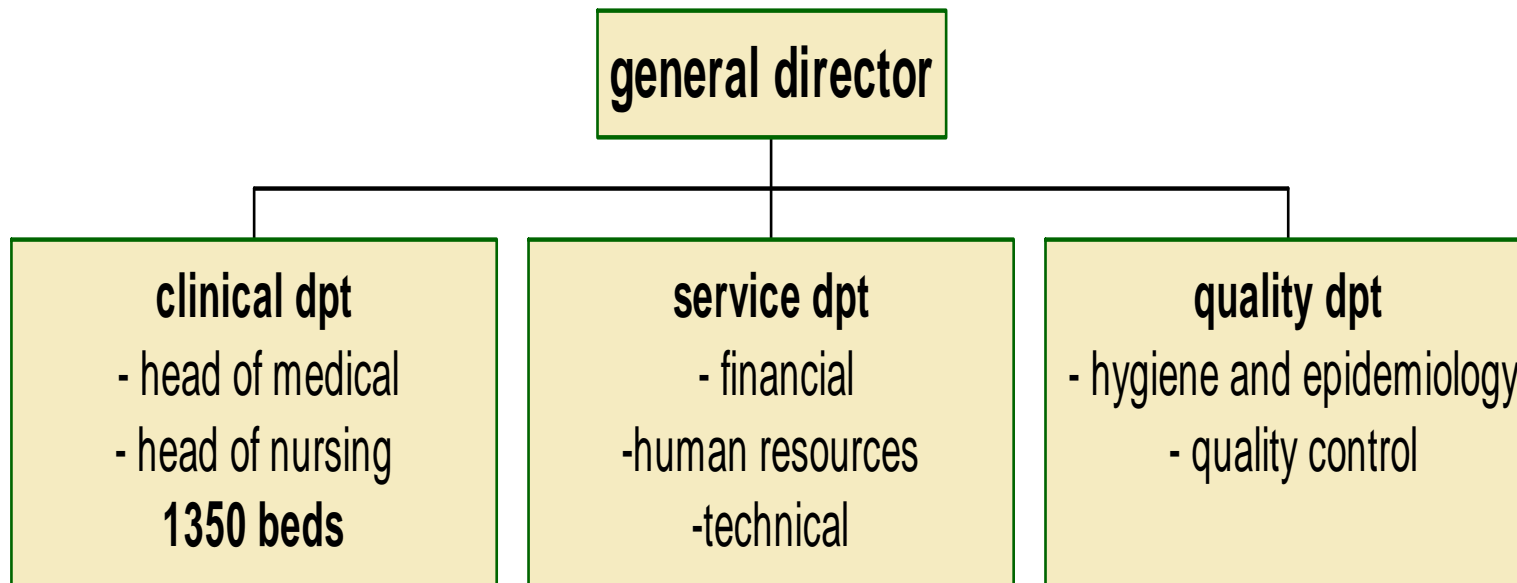 general director
clinical dpt
- head of medical
- head of nursing
1350 beds
service dpt
- financial
-human resources
-technical
quality dpt
- hygiene and epidemiology
- quality control